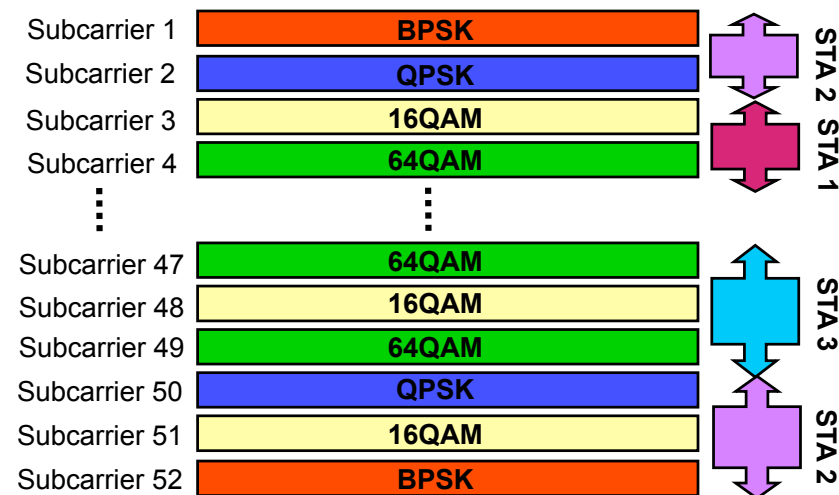 Subcarrier 1 BPSK
Subcarrier 2 QPSK
STA 2
Subcarrier 3 16QAM
Subcarrier 4 64QAM
STA 1
Subcarrier 47 64QAM
Subcarrier 48 16QAM
Subcarrier 49 64QAM
STA 3
Subcarrier 50 QPSK
Subcarrier 51 16QAM
Subcarrier 52 BPSK
STA 2